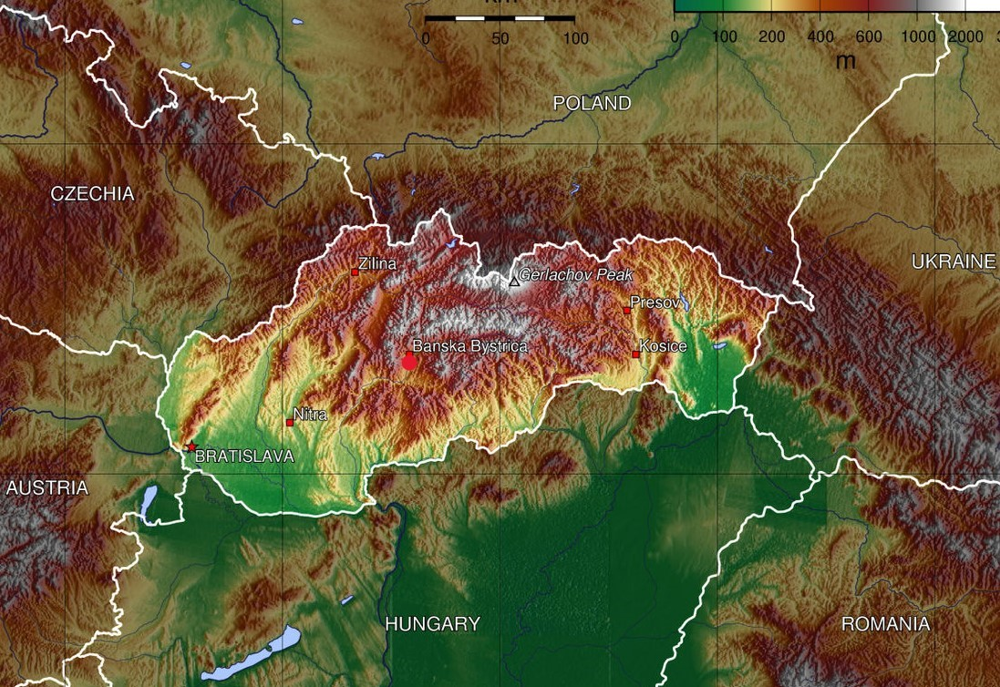 0 50 100
0 100 200 400 600 1000 2000
m
POLAND
CZECHIA
UKRAINE
Zilina
Gerlachov Peak
Presov
Banska Bystrica
Kosice
Nitra
BRATISLAVA
AUSTRIA
HUNGARY
ROMANIA